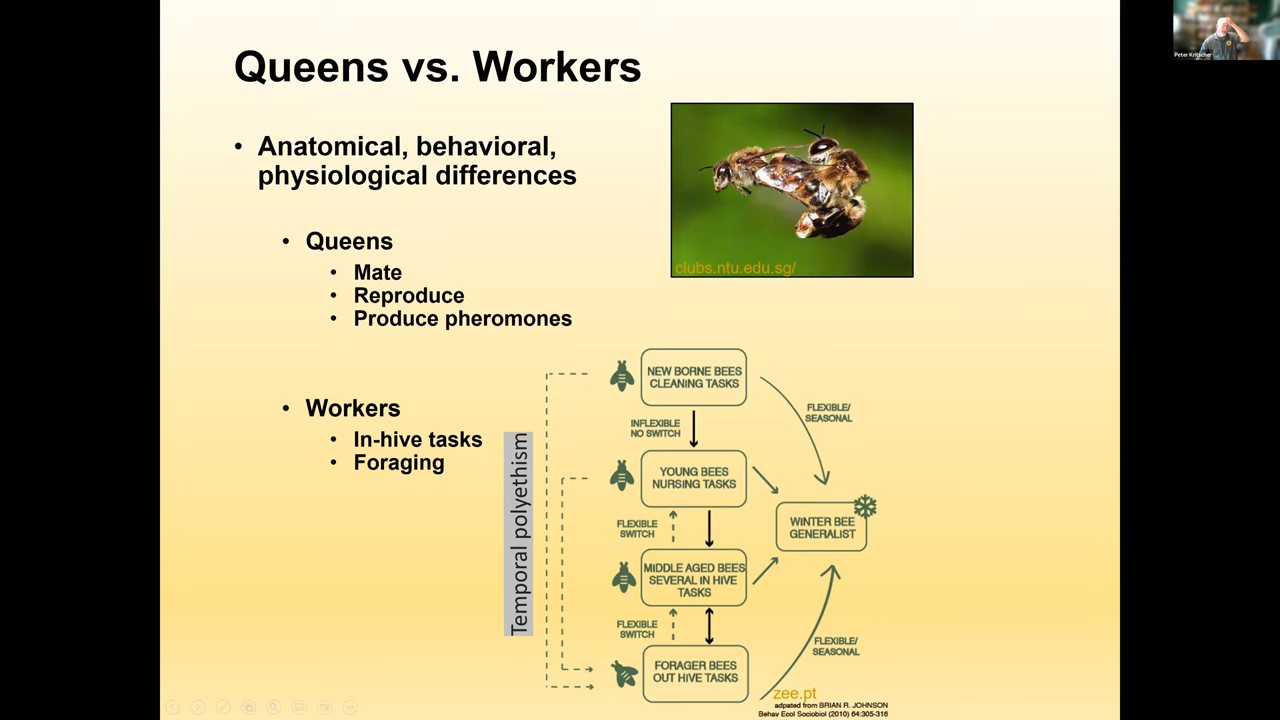 Peter Kritscher
Queens vs. Workers
• Anatomical, behavioral,
physiological differences
clubs.ntu.edu.sg/
• Queens
• Mate
• Reproduce
• Produce pheromones
• Workers
• In-hive tasks
• Foraging
Temporal polyethism
NEW BORNE BEES
CLEANING TASKS
FLEXIBLE/
SEASONAL
INFLEXIBLE
NO SWITCH
YOUNG BEES
NURSING TASKS
WINTER BEE
GENERALIST
FLEXIBLE
SWITCH
MIDDLE AGED BEES
SEVERAL IN HIVE
TASKS
FLEXIBLE
SWITCH
FLEXIBLE/
SEASONAL
FORAGER BEES
OUT HIVE TASKS
zee.pt
adpated from BRIAN R. JOHNSON
Behav Ecol Sociobiol (2010) 64:305-316